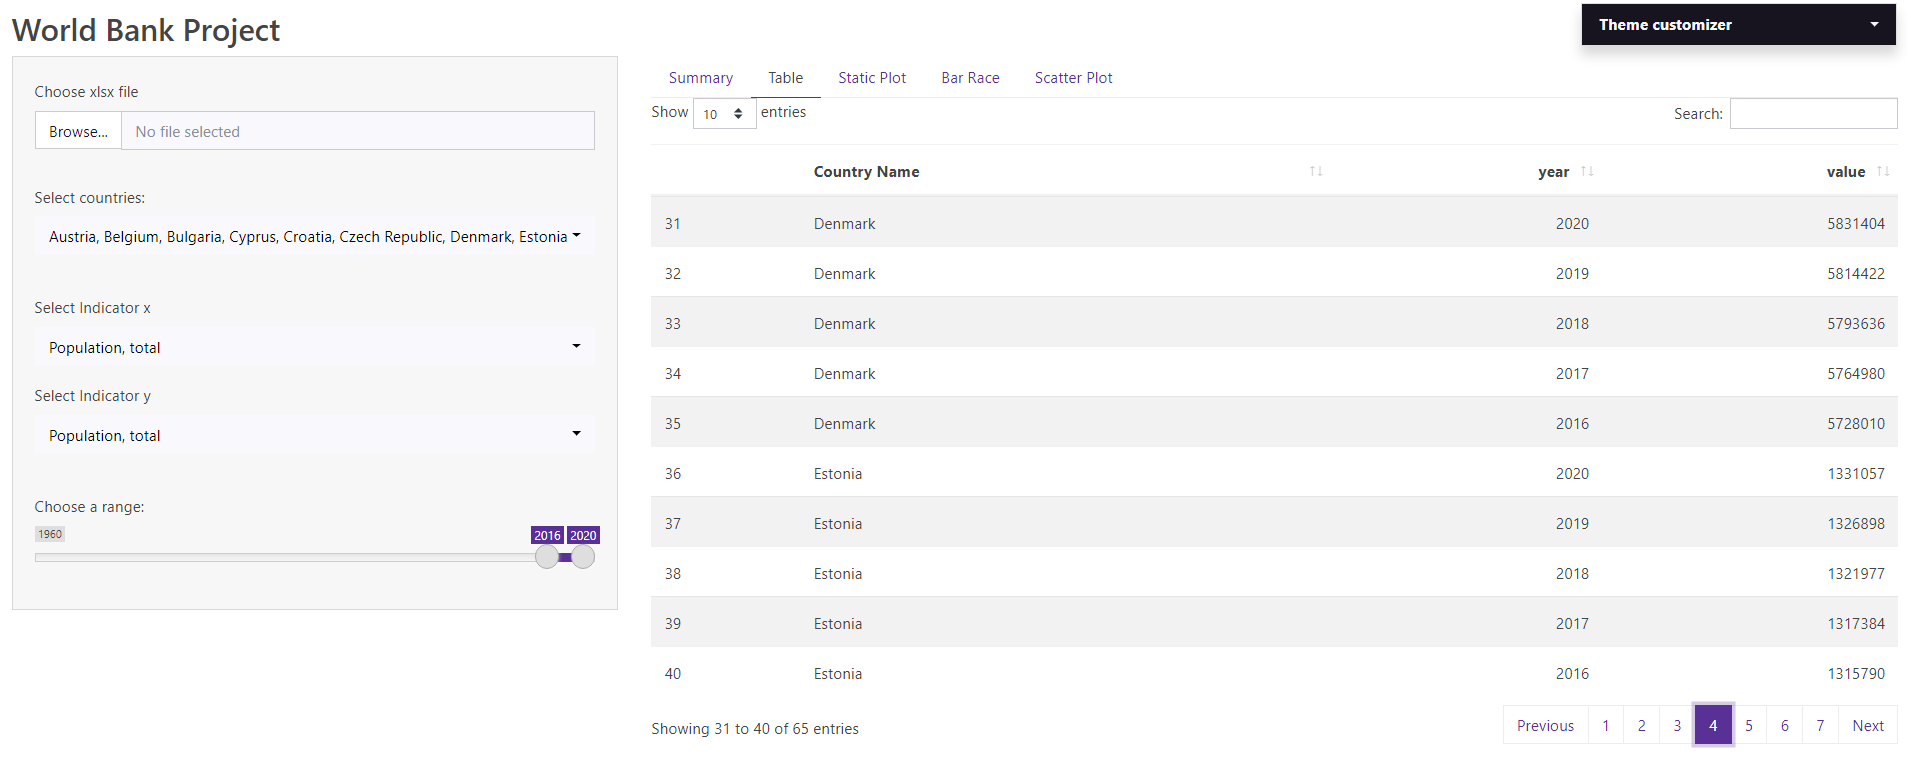 World Bank Project
Theme customizer
Choose xlsx file
Browse...
No file selected
Select countries:
Austria, Belgium, Bulgaria, Cyprus, Croatia, Czech Republic, Denmark, Estonia
Select Indicator x
Population, total
Select Indicator y
Population, total
Choose a range:
1960 2016 2020
Summary Table Static Plot Bar Race Scatter Plot
Show 10 entries Search:
Country Name year value
31 Denmark 2020 5831404
32 Denmark 2019 5814422
33 Denmark 2018 5793636
34 Denmark 2017 5764980
35 Denmark 2016 5728010
36 Estonia 2020 1331057
37 Estonia 2019 1326898
38 Estonia 2018 1321977
39 Estonia 2017 1317384
40 Estonia 2016 1315790
Showing 31 to 40 of 65 entries
Previous 1 2 3 4 5 6 7 Next